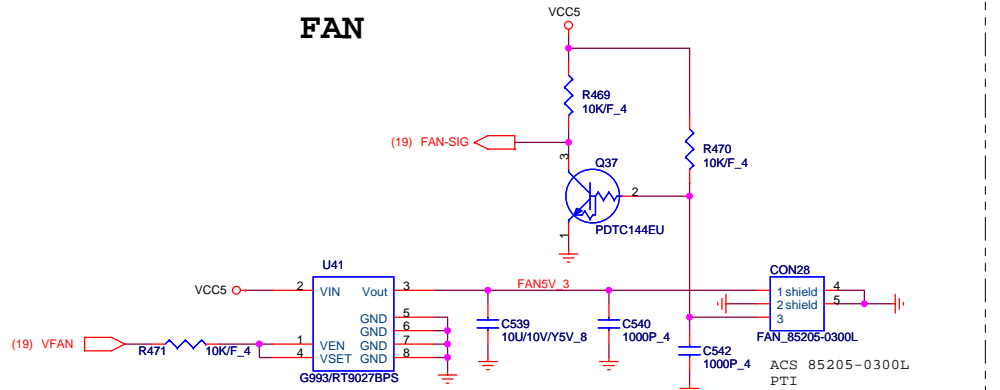 FAN
VCC5
R469
10K/F_4
(19) FAN-SIG
3
Q37
R470
10K/F_4
2
1
PDTC144EU
U41
VCC5
2
VIN
Vout
3
FAN5V_3
CON28
1 shield
4
2 shield
5
3
FAN_85205-0300L
GND
5
GND
6
GND
7
GND
8
C539
10U/10V/Y5V_8
C540
1000P_4
C542
1000P_4
(19) VFAN
R471
10K/F_4
1
VEN
4
VSET
G993/RT9027BPS
ACS 85205-0300L
PTI